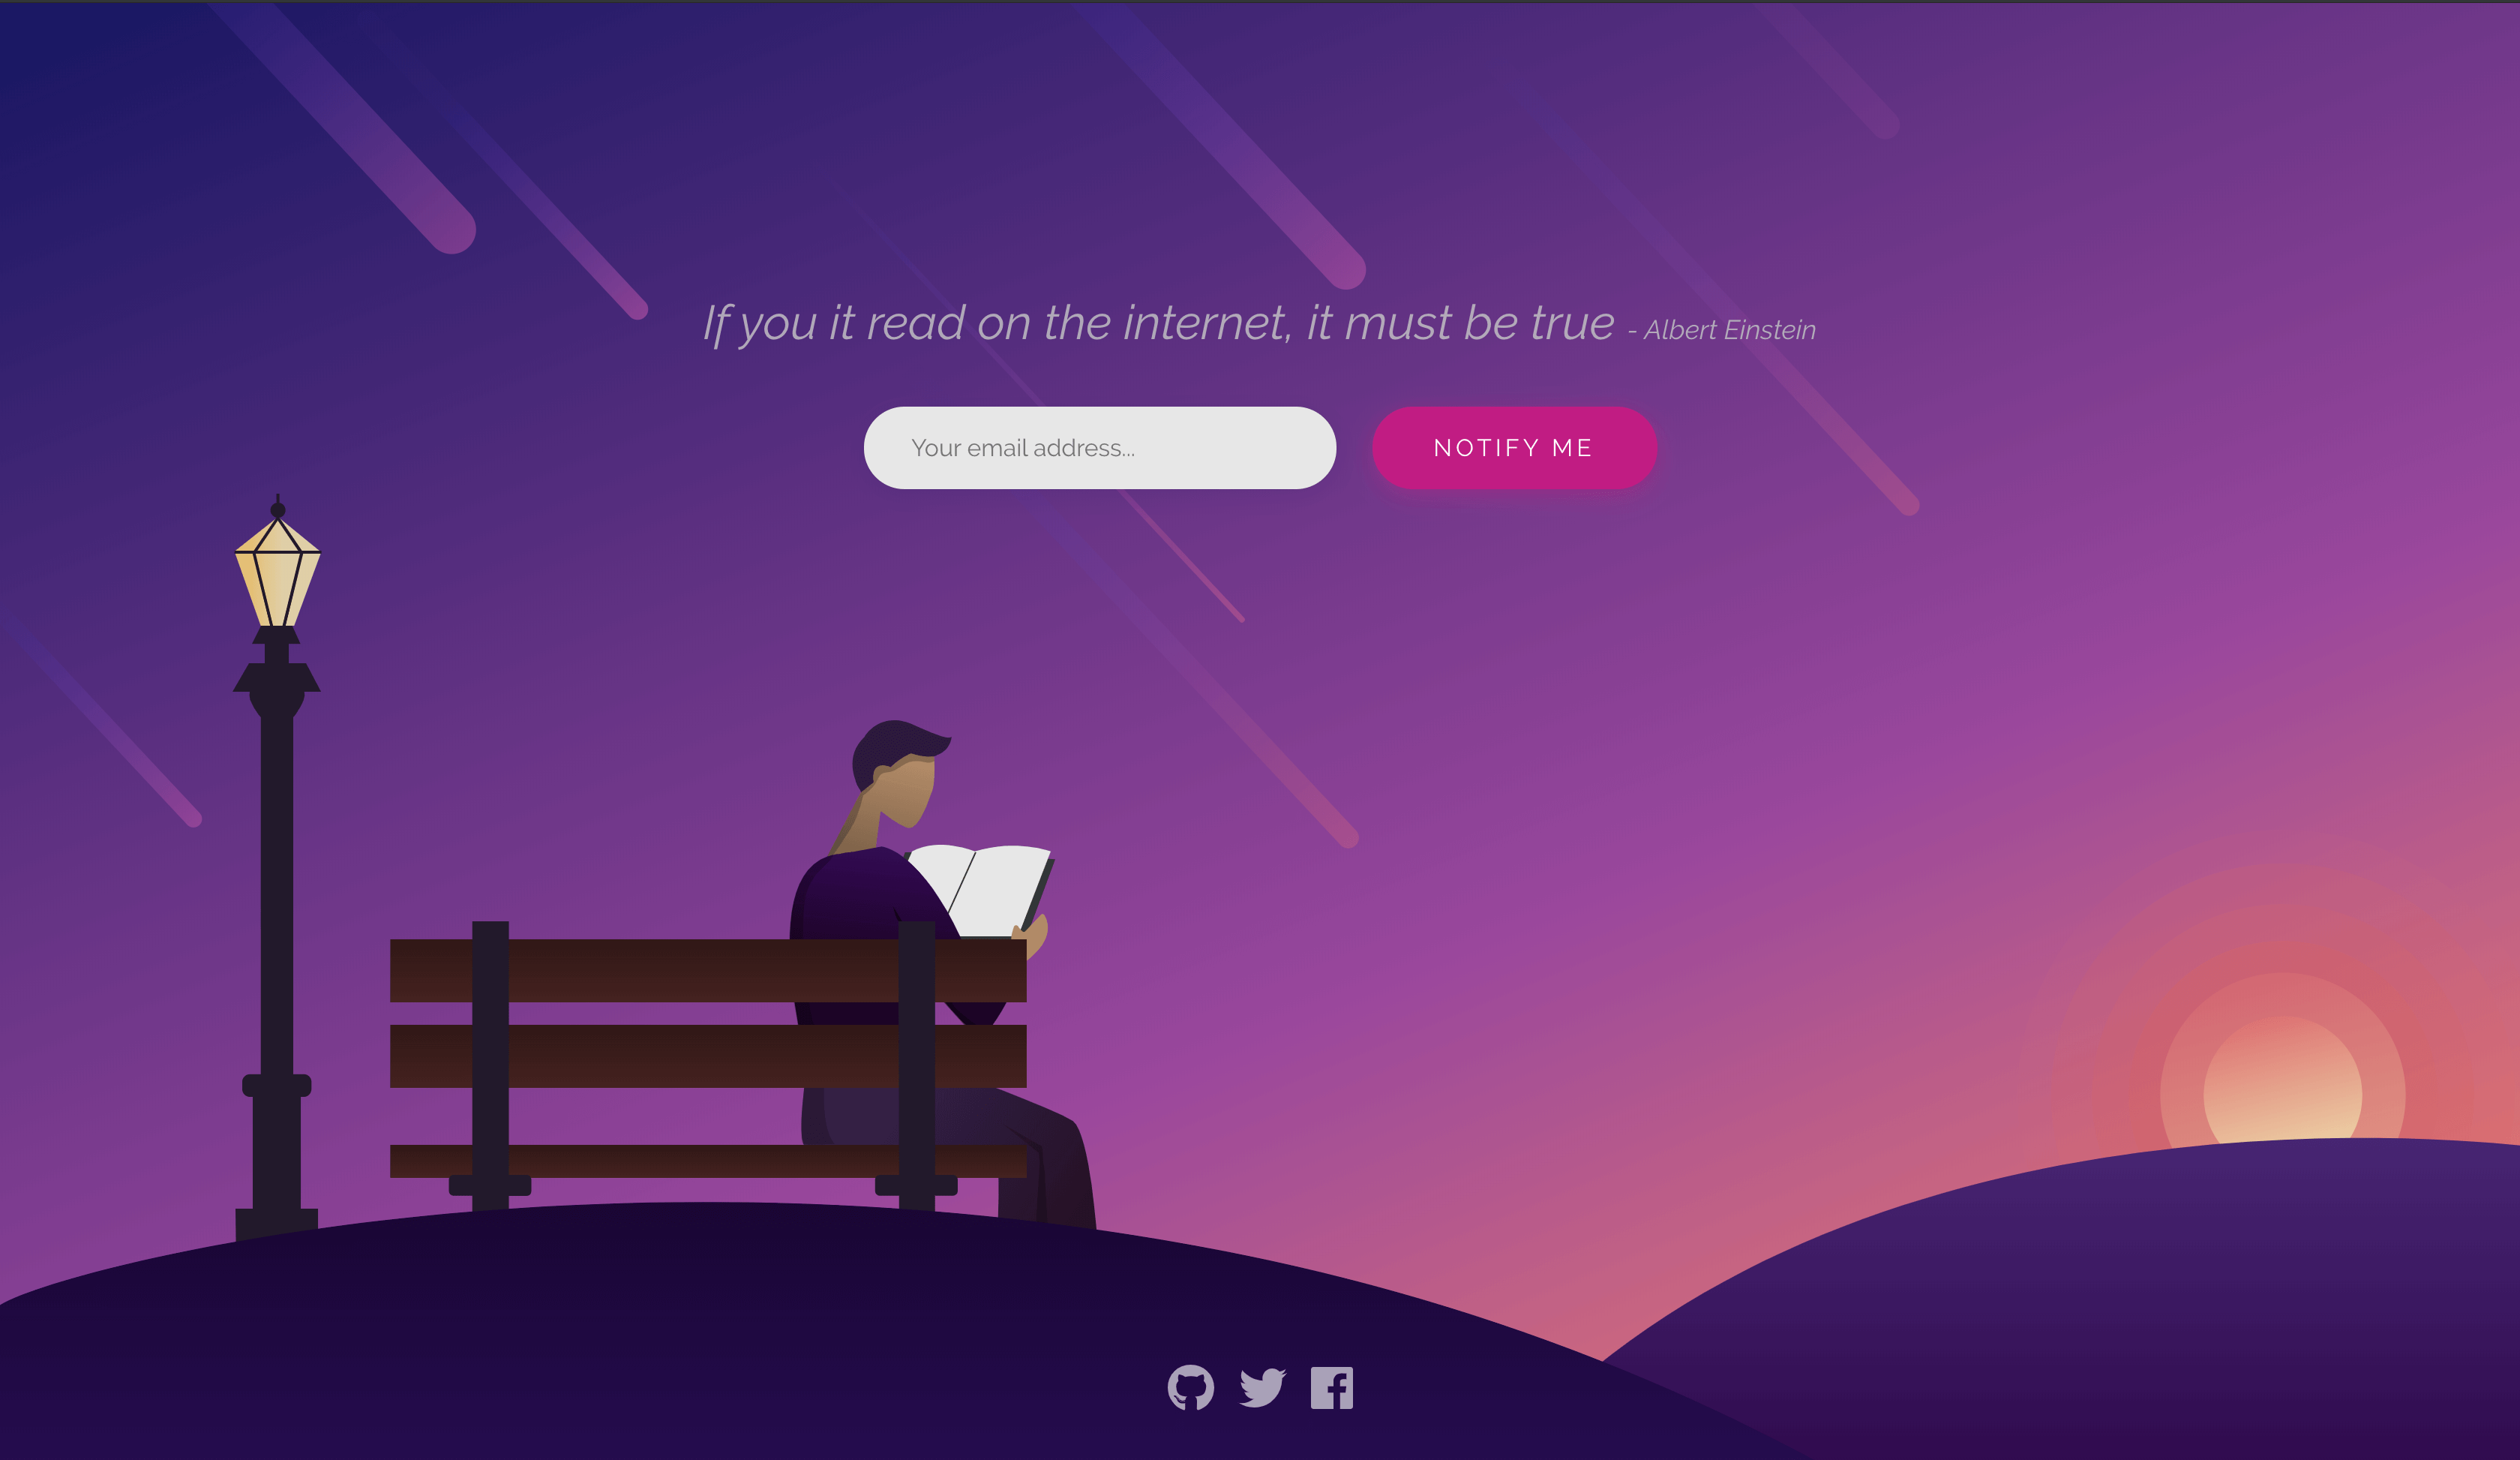 If you it read on the internet, it must be true - Albert Einstein
Your email address... NOTIFY ME